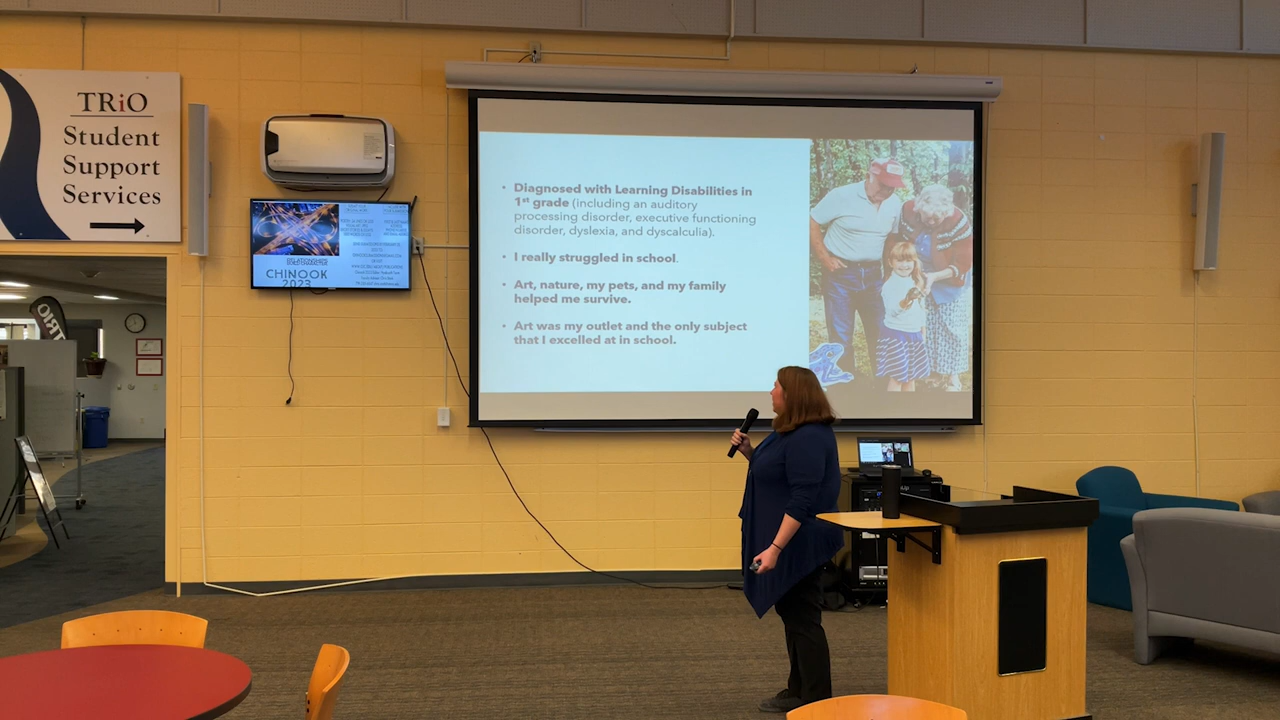 TRiO
Student
Support
Services
CHINOOK
2023
TRIO
• Diagnosed with Learning Disabilities in
1st grade (including an auditory
processing disorder, executive functioning
disorder, dyslexia, and dyscalculia).
• I really struggled in school.
• Art, nature, my pets, and my family
helped me survive.
• Art was my outlet and the only subject
that I excelled at in school.